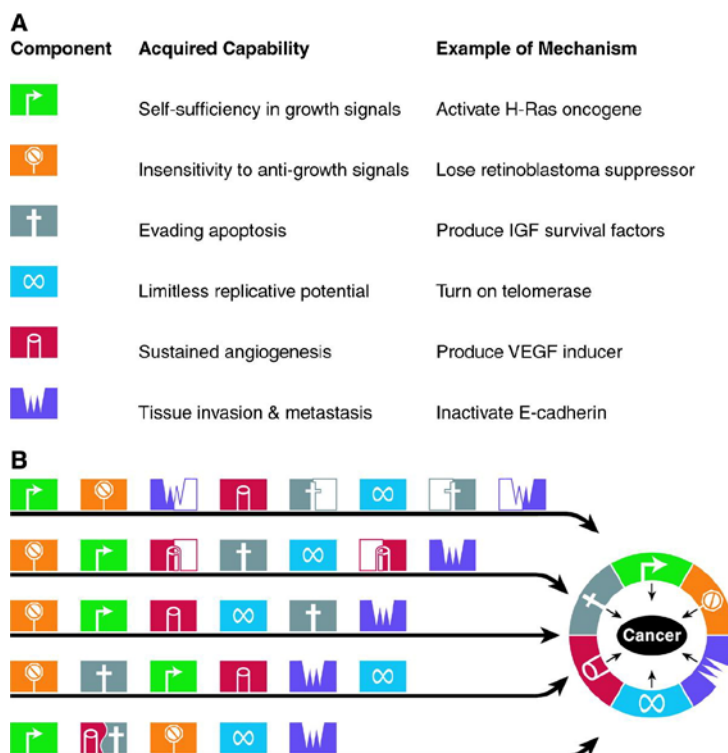 A
Component Acquired Capability Example of Mechanism
Self-sufficiency in growth signals Activate H-Ras oncogene
Insensitivity to anti-growth signals Lose retinoblastoma suppressor
Evading apoptosis Produce IGF survival factors
Limitless replicative potential Turn on telomerase
Sustained angiogenesis Produce VEGF inducer
Tissue invasion & metastasis Inactivate E-cadherin
B
Cancer